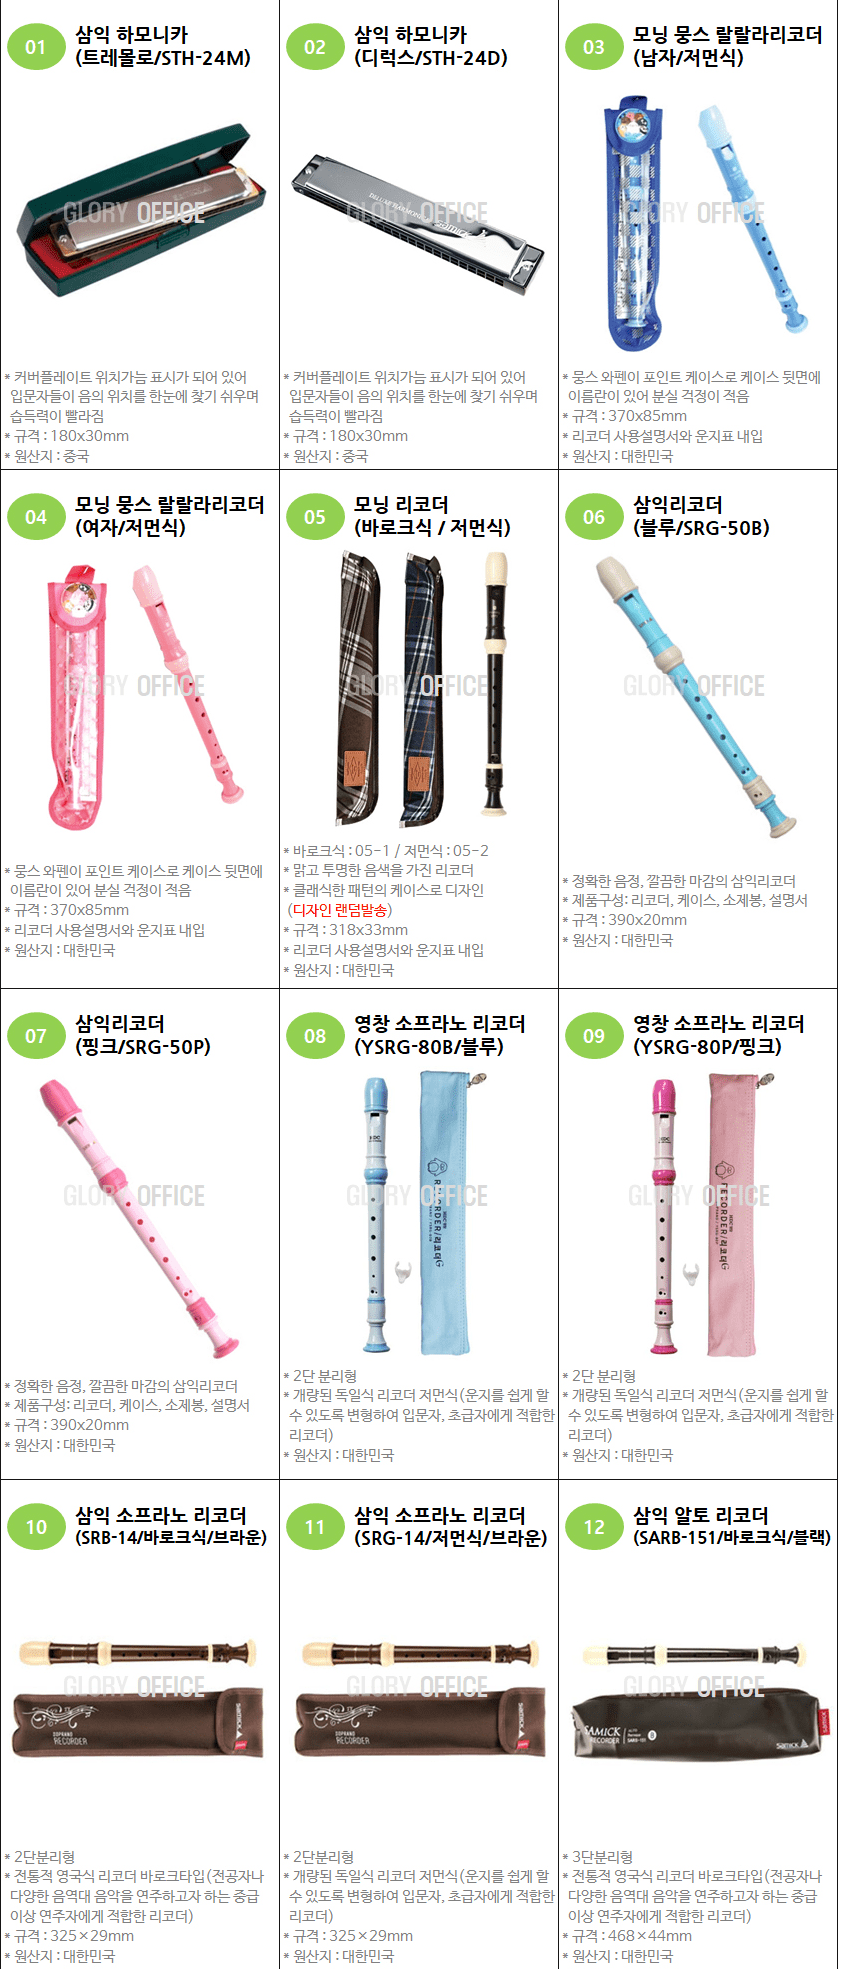 01
삼익 하모니카
(트레몰로/STH-24M)
GLORY OFFICE
* 커버플레이트 위치가늠 표시가 되어 있어
입문자들이 음의 위치를 한눈에 찾기 쉬우며
습득력이 빨라짐
* 규격 : 180x30mm
* 원산지 : 중국
02
삼익 하모니카
(디럭스/STH-24D)
DELUXE HARMONICA SAMICK
GLORY OFFICE
* 커버플레이트 위치가늠 표시가 되어 있어
입문자들이 음의 위치를 한눈에 찾기 쉬우며
습득력이 빨라짐
* 규격 : 180x30mm
* 원산지 : 중국
03
모닝 뭉스 랄랄라리코더
(남자/저먼식)
GLORY OFFICE
* 뭉스 와펜이 포인트 케이스로 케이스 뒷면에
이름란이 있어 분실 걱정이 적음
* 규격 : 370x85mm
* 리코더 사용설명서와 운지표 내입
* 원산지 : 대한민국
04
모닝 뭉스 랄랄라리코더
(여자/저먼식)
GLORY OFFICE
* 뭉스 와펜이 포인트 케이스로 케이스 뒷면에
이름란이 있어 분실 걱정이 적음
* 규격 : 370x85mm
* 리코더 사용설명서와 운지표 내입
* 원산지 : 대한민국
05
모닝 리코더
(바로크식 / 저먼식)
GLORY OFFICE
* 바로크식 : 05-1 / 저먼식 : 05-2
* 맑고 투명한 음색을 가진 리코더
* 클래식한 패턴의 케이스로 디자인
(디자인 랜덤발송)
* 규격 : 318x33mm
* 리코더 사용설명서와 운지표 내입
* 원산지 : 대한민국
06
삼익리코더
(블루/SRG-50B)
GLORY OFFICE
* 정확한 음정, 깔끔한 마감의 삼익리코더
* 제품구성: 리코더, 케이스, 소제봉, 설명서
* 규격 : 390x20mm
* 원산지 : 대한민국
07
삼익리코더
(핑크/SRG-50P)
GLORY OFFICE
* 정확한 음정, 깔끔한 마감의 삼익리코더
* 제품구성: 리코더, 케이스, 소제봉, 설명서
* 규격 : 390x20mm
* 원산지 : 대한민국
08
영창 소프라노 리코더
(YSRG-80B/블루)
GLORY OFFICE
RECORDER/리코더G
* 2단 분리형
* 개량된 독일식 리코더 저먼식(운지를 쉽게 할
수 있도록 변형하여 입문자, 초급자에게 적합한
리코더)
* 원산지 : 대한민국
09
영창 소프라노 리코더
(YSRG-80P/핑크)
GLORY OFFICE
RECORDER/리코더G
* 2단 분리형
* 개량된 독일식 리코더 저먼식(운지를 쉽게 할
수 있도록 변형하여 입문자, 초급자에게 적합한
리코더)
* 원산지 : 대한민국
10
삼익 소프라노 리코더
(SRB-14/바로크식/브라운)
GLORY OFFICE
SAMICK
SOPRANO
RECORDER
* 2단분리형
* 전통적 영국식 리코더 바로크타입(전공자나
다양한 음역대 음악을 연주하고자 하는 중급
이상 연주자에게 적합한 리코더)
* 규격 : 325×29mm
* 원산지 : 대한민국
11
삼익 소프라노 리코더
(SRG-14/저먼식/브라운)
GLORY OFFICE
SAMICK
SOPRANO
RECORDER
* 2단분리형
* 개량된 독일식 리코더 저먼식(운지를 쉽게 할
수 있도록 변형하여 입문자, 초급자에게 적합한
리코더)
* 규격 : 325×29mm
* 원산지 : 대한민국
12
삼익 알토 리코더
(SARB-151/바로크식/블랙)
GLORY OFFICE
SAMICK
RECORDER
SAMICK
SAMICK
* 3단분리형
* 전통적 영국식 리코더 바로크타입(전공자나
다양한 음역대 음악을 연주하고자 하는 중급
이상 연주자에게 적합한 리코더)
* 규격 : 468×44mm
* 원산지 : 대한민국